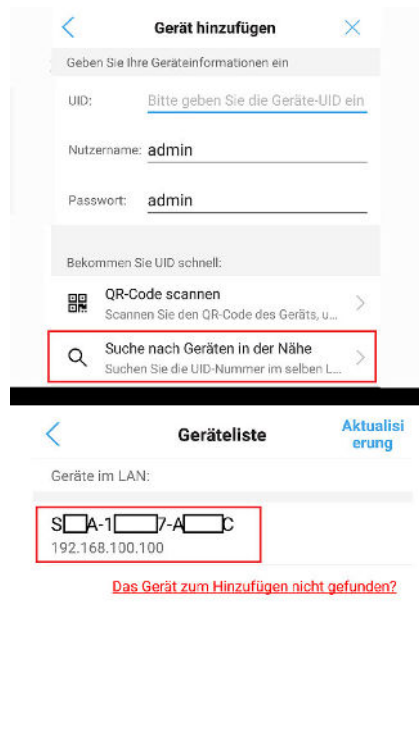 Gerät hinzufügen
Geben Sie Ihre Geräteinformationen ein
UID: Bitte geben Sie die Geräte-UID ein
Nutzername: admin
Passwort: admin
Bekommen Sie UID schnell:
QR-Code scannen
Scannen Sie den QR-Code des Geräts, u...
Suche nach Geräten in der Nähe
Suchen Sie die UID-Nummer im selben L...
Geräteliste
Aktualisi
erung
Geräte im LAN:
S A-1 7-A C
192.168.100.100
Das Gerät zum Hinzufügen nicht gefunden?